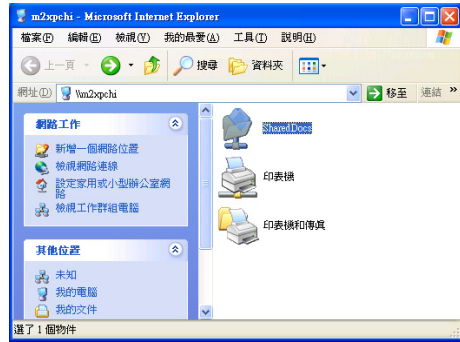 m2xpchi - Microsoft Internet Explorer
檔案(F) 編輯(E) 檢視(V) 我的最愛(A) 工具(T) 說明(H)
上一頁 搜尋 資料夾
網址(D) \\m2xpchi 移至 連結 »
網路工作
新增一個網路位置
檢視網路連線
設定家用或小型辦公室網
路
檢視工作群組電腦
其他位置
未知
我的電腦
我的文件
SharedDocs
印表機
印表機和傳真
選了 1 個物件